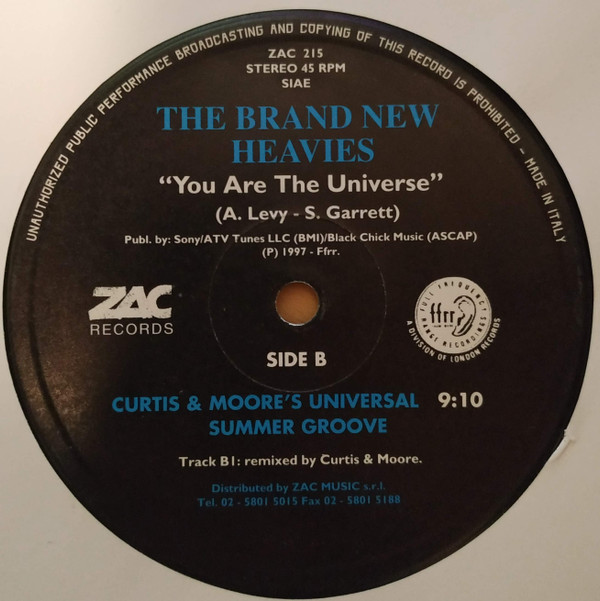 UNAUTHORIZED PUBLIC PERFORMANCE BROADCASTING AND COPYING OF THIS RECORD IS PROHIBITED - MADE IN ITALY
ZAC 215
STEREO 45 RPM
SIAE
THE BRAND NEW
HEAVIES
“You Are The Universe”
(A. Levy - S. Garrett)
Publ. by: Sony/ATV Tunes LLC (BMI)/Black Chick Music (ASCAP)
(P) 1997 - Ffrr.
ZAC
RECORDS
FULL FREQUENCY
ffrr
RANGE RECORDINGS
A DIVISION OF LONDON RECORDS
SIDE B
CURTIS & MOORE'S UNIVERSAL 9:10
SUMMER GROOVE
Track B1: remixed by Curtis & Moore.
Distributed by ZAC MUSIC s.r.l.
Tel. 02 - 5801 5015 Fax 02 - 5801 5188